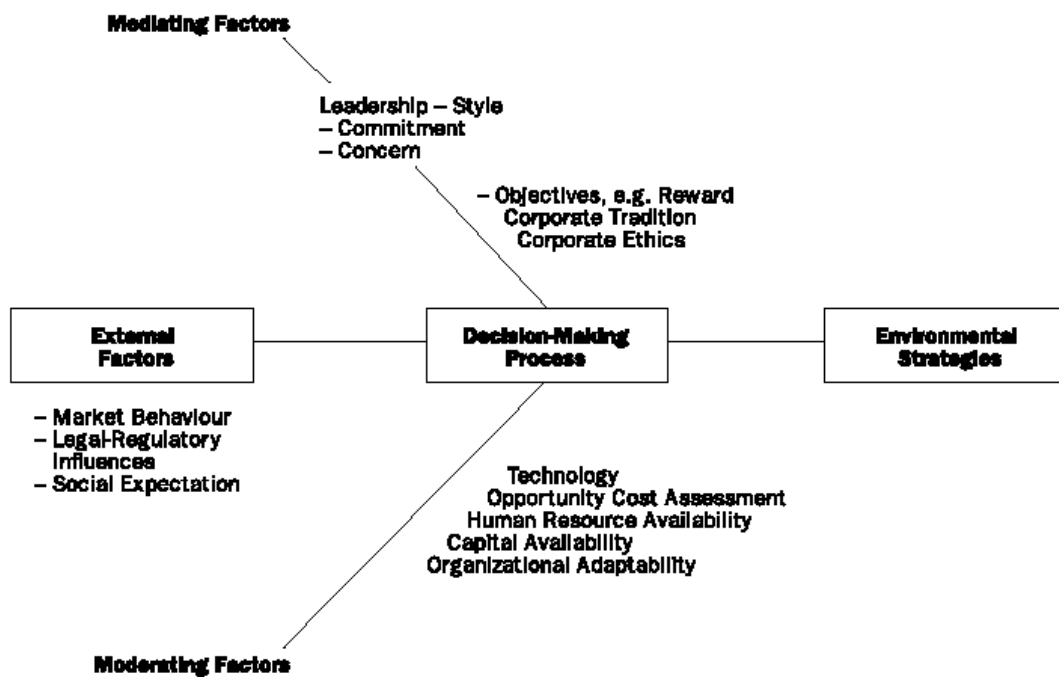 Mediating Factors
Leadership – Style
– Commitment
– Concern
– Objectives, e.g. Reward
Corporate Tradition
Corporate Ethics
External
Factors
Decision-Making
Process
Environmental
Strategies
– Market Behaviour
– Legal-Regulatory
Influences
– Social Expectation
Technology
Opportunity Cost Assessment
Human Resource Availability
Capital Availability
Organizational Adaptability
Moderating Factors